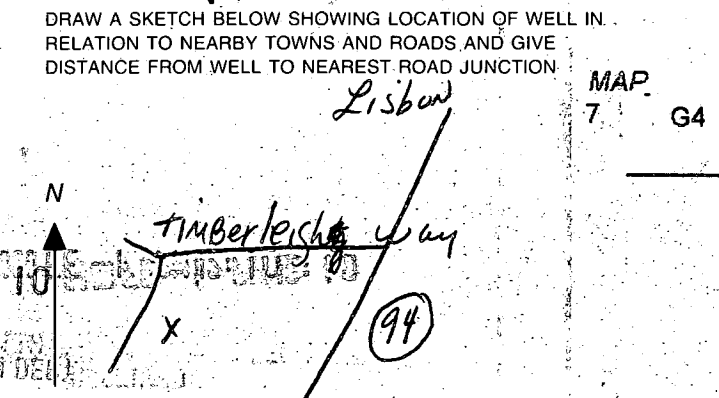 DRAW A SKETCH BELOW SHOWING LOCATION OF WELL IN
RELATION TO NEARBY TOWNS AND ROADS AND GIVE
DISTANCE FROM WELL TO NEAREST ROAD JUNCTION
MAP
7 G4
Lisbon
N
Timberleigh Way
10
X
94